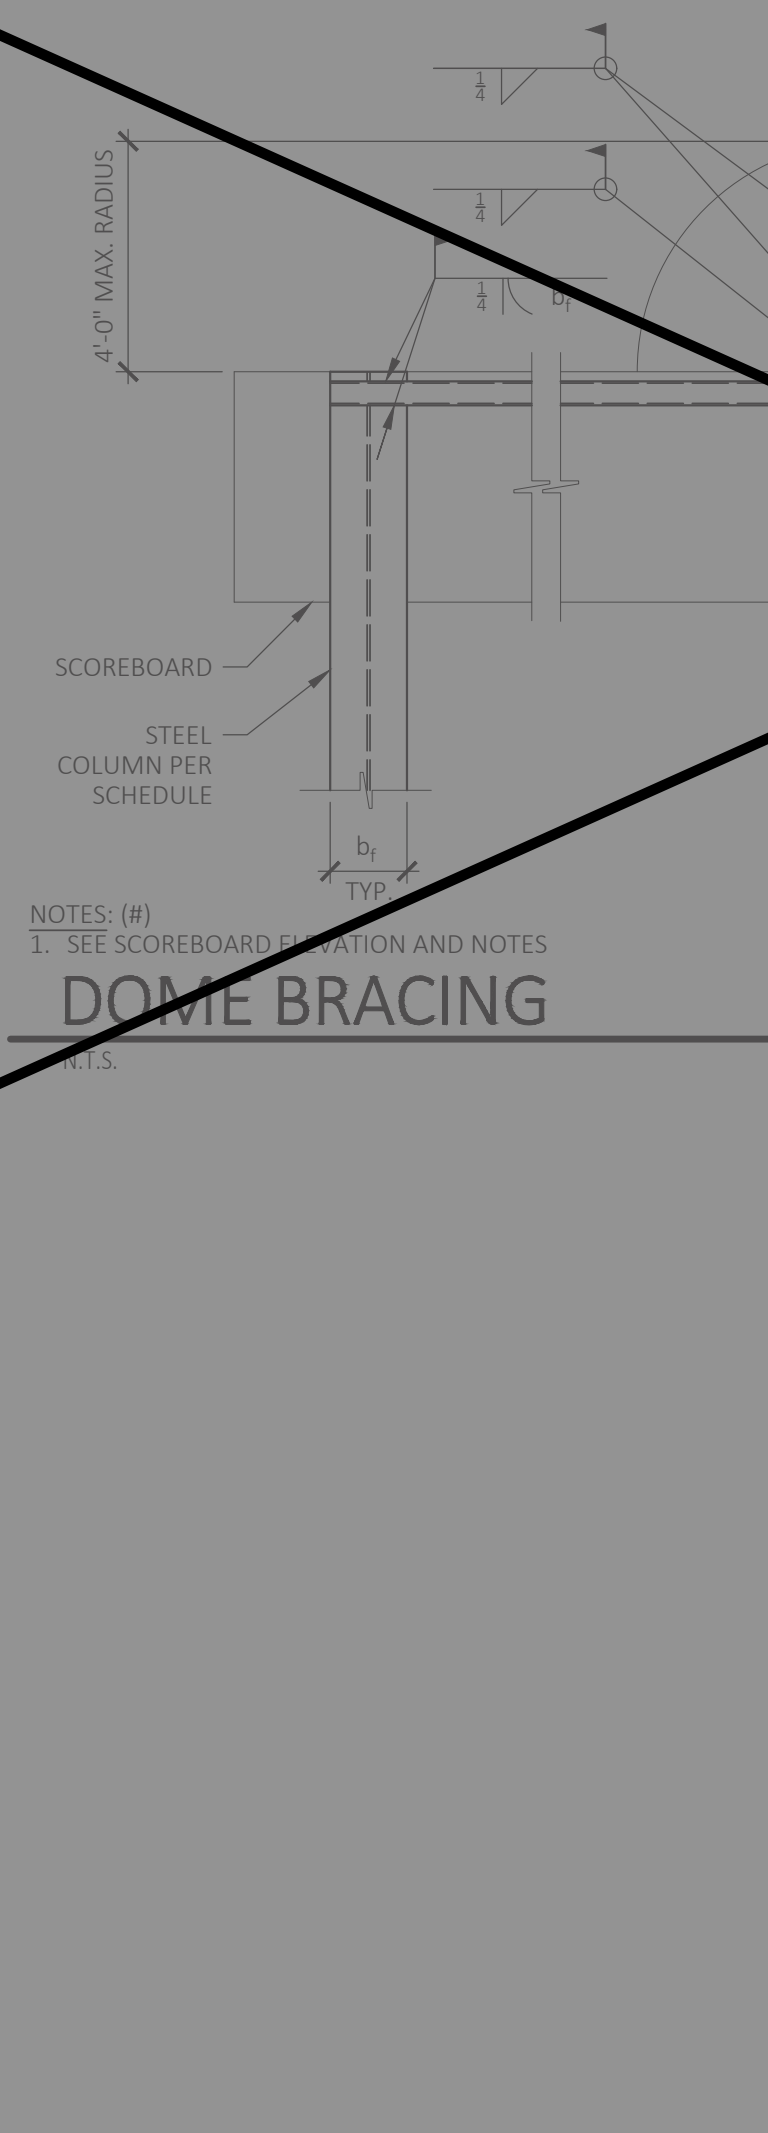 1/4
1/4
4'-0" MAX. RADIUS
1/4 bf
SCOREBOARD
STEEL
COLUMN PER
SCHEDULE
bf
TYP.
NOTES: (#)
1. SEE SCOREBOARD ELEVATION AND NOTES
DOME BRACING
N.T.S.